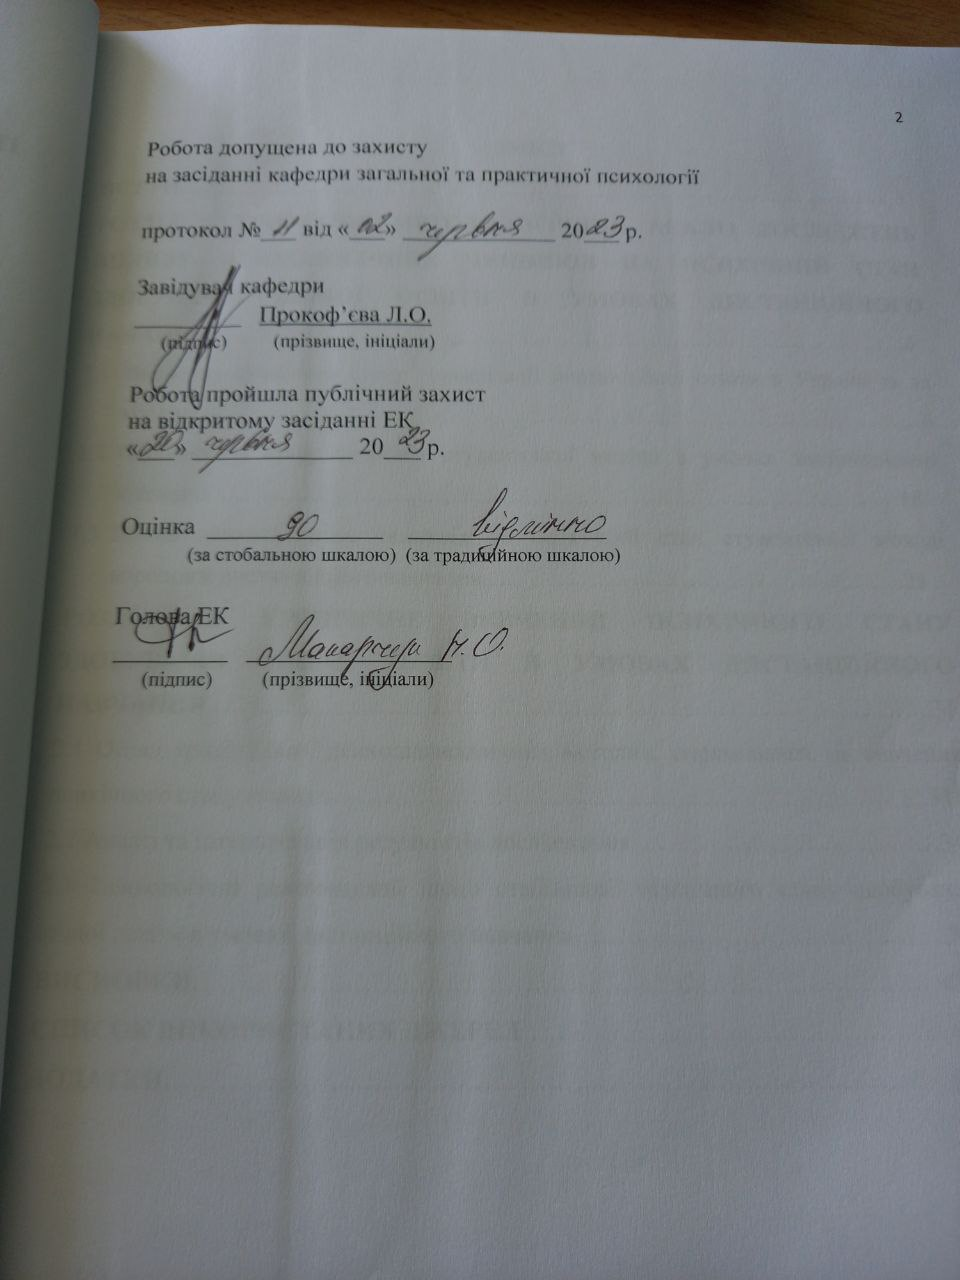 2
Робота допущена до захисту
на засіданні кафедри загальної та практичної психології
протокол № 11 від «02» червня 2023 р.
Завідувач кафедри
Прокоф’єва Л.О.
(підпис) (прізвище, ініціали)
Робота пройшла публічний захист
на відкритому засіданні ЕК
«20» червня 2023 р.
Оцінка 90 відмінно
(за стобальною шкалою) (за традиційною шкалою)
Голова ЕК
Н.О.
(підпис) (прізвище, ініціали)